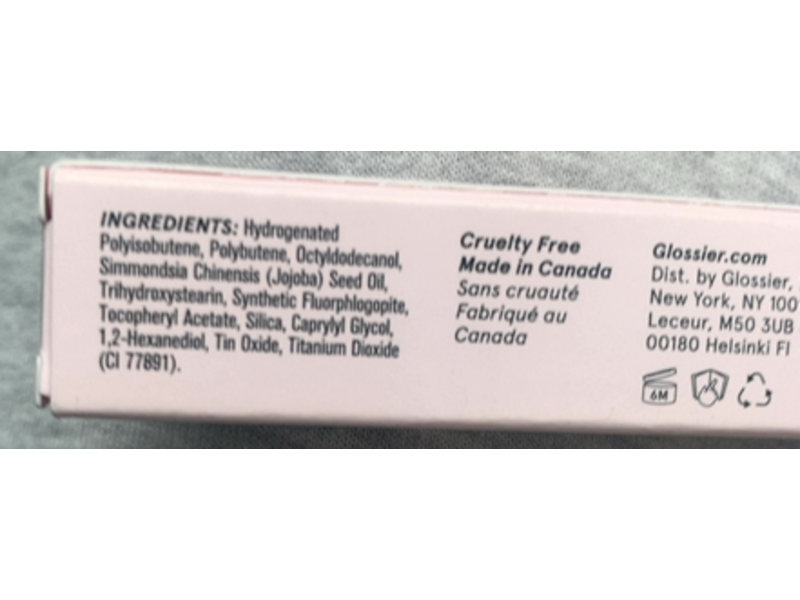 INGREDIENTS: Hydrogenated
Polyisobutene, Polybutene, Octyldodecanol,
Simmondsia Chinensis (Jojoba) Seed Oil,
Trihydroxystearin, Synthetic Fluorphlogopite,
Tocopheryl Acetate, Silica, Caprylyl Glycol,
1,2-Hexanediol, Tin Oxide, Titanium Dioxide
(CI 77891).
Cruelty Free
Made in Canada
Sans cruauté
Fabriqué au
Canada
Glossier.com
Dist. by Glossier,
New York, NY 100
Leceur, M50 3UB
00180 Helsinki FI
6M